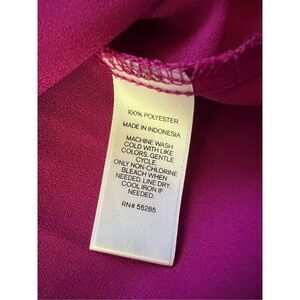 100% POLYESTER
MADE IN INDONESIA
MACHINE WASH
COLD WITH LIKE
COLORS, GENTLE
CYCLE.
ONLY NON-CHLORINE
BLEACH WHEN
NEEDED. LINE DRY.
COOL IRON IF
NEEDED.
RN# 55285